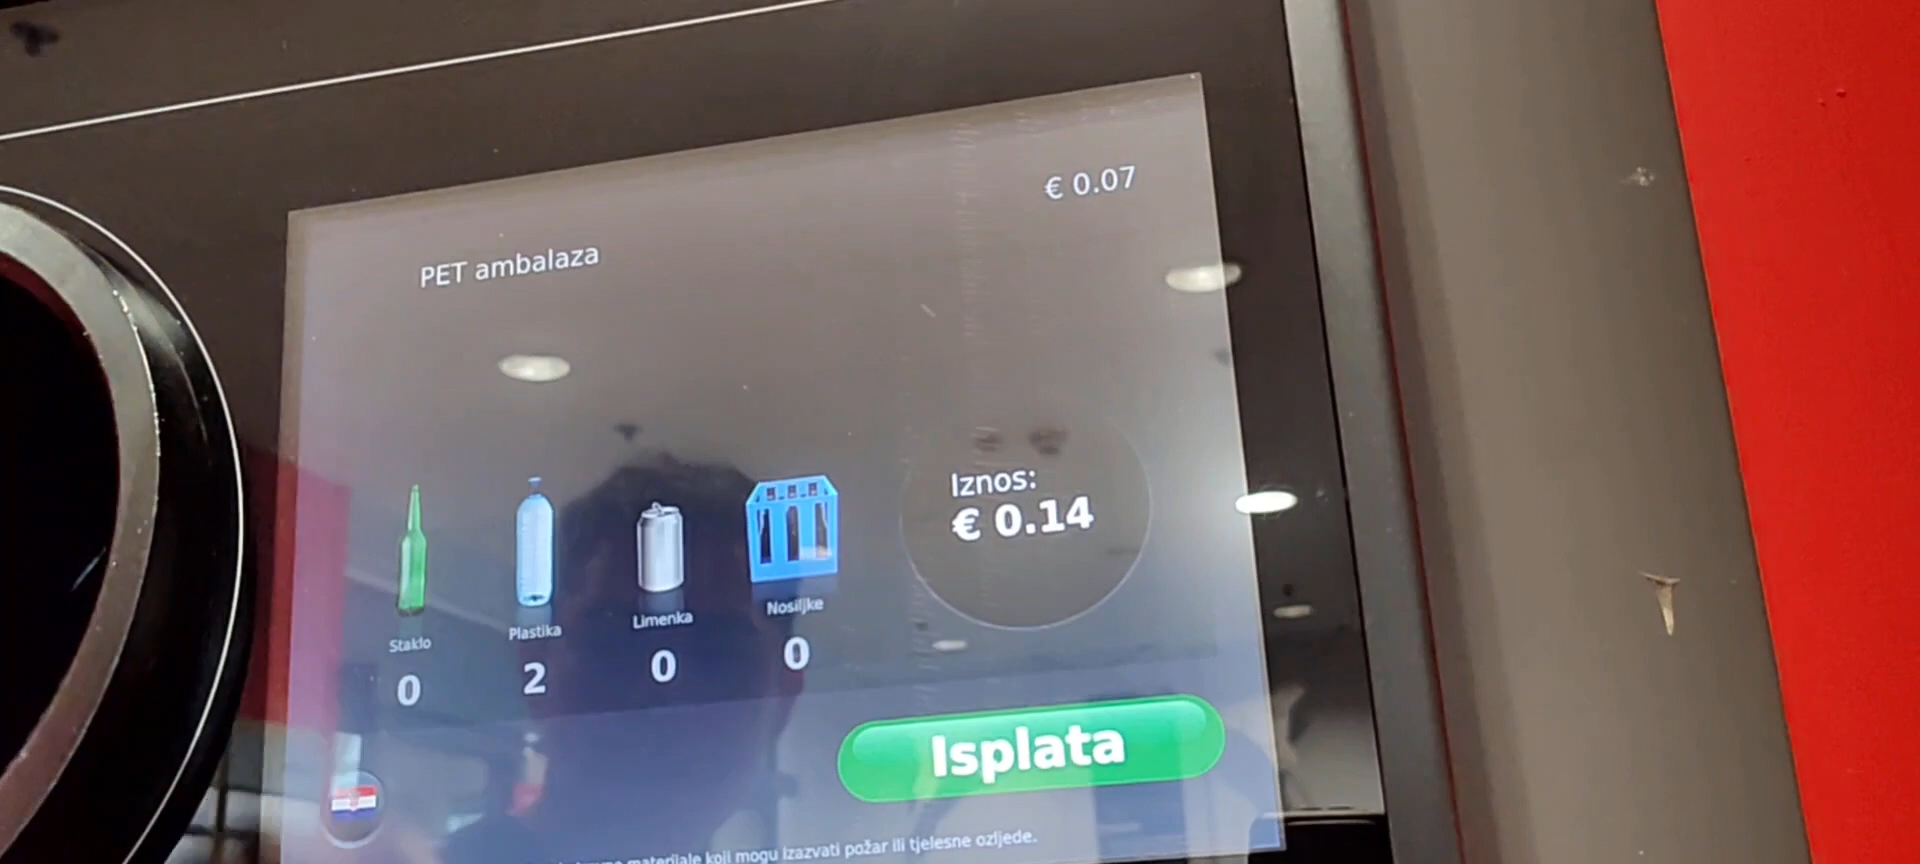 € 0.07
PET ambalaza
Iznos:
€ 0.14
Staklo
Plastika
Limenka
Nosiljke
0
2
0
0
Isplata
materijale koji mogu izazvati požar ili tjelesne ozljede.